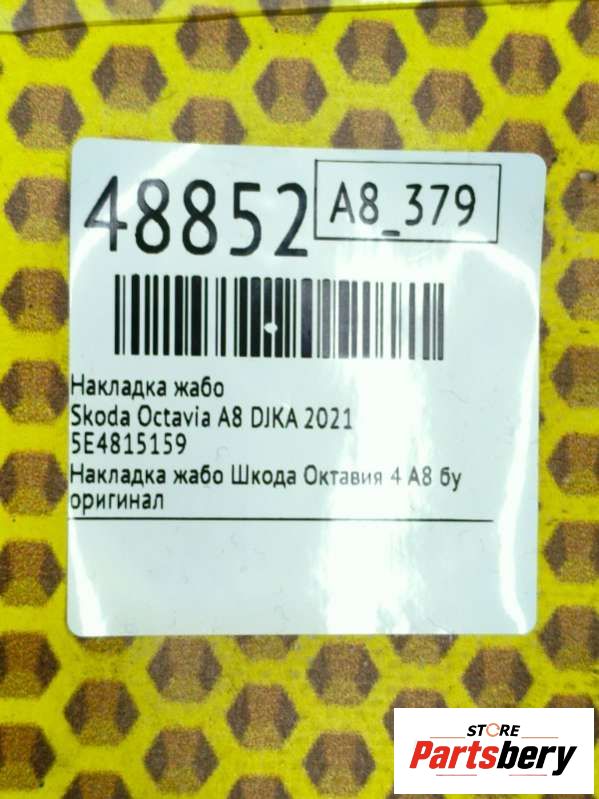 48852
A8_379
Накладка жабо
Skoda Octavia A8 DJKA 2021
5E4815159
Накладка жабо Шкода Октавия 4 А8 бу
оригинал
STORE
Partsbery